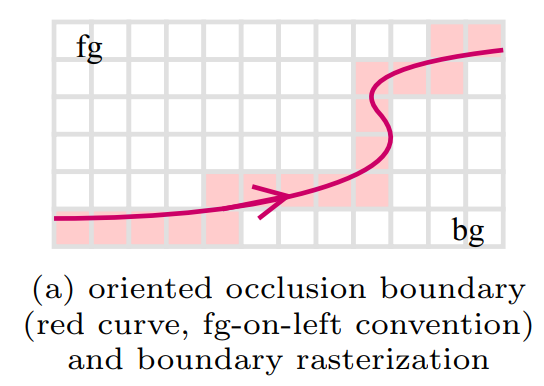 fg
bg
(a) oriented occlusion boundary
(red curve, fg-on-left convention)
and boundary rasterization